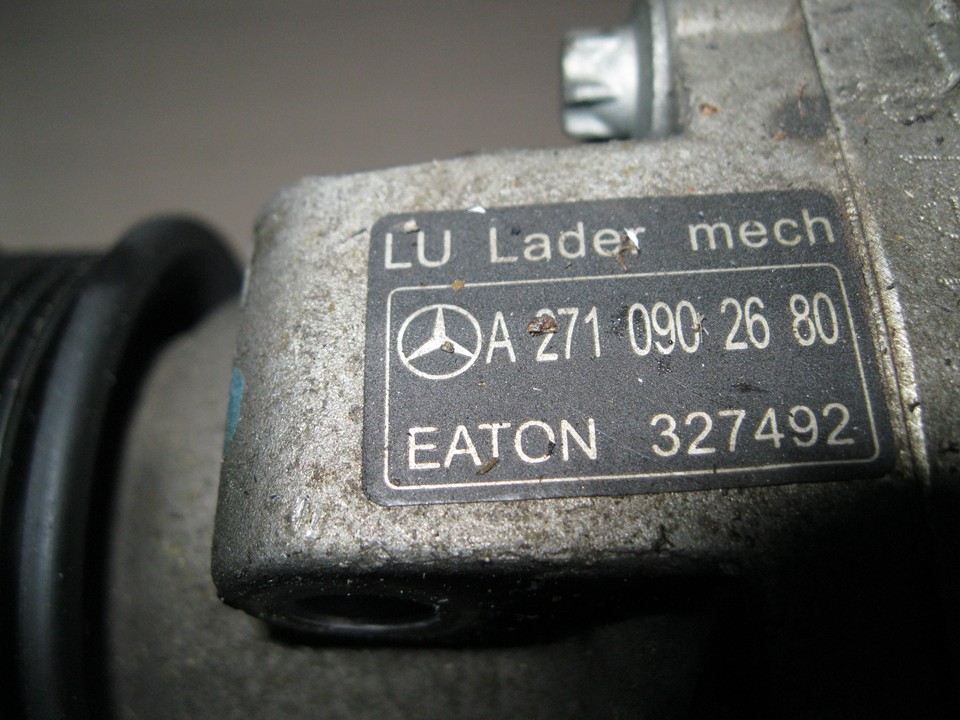 LU Lader mech
A 271 090 26 80
EATON 327492